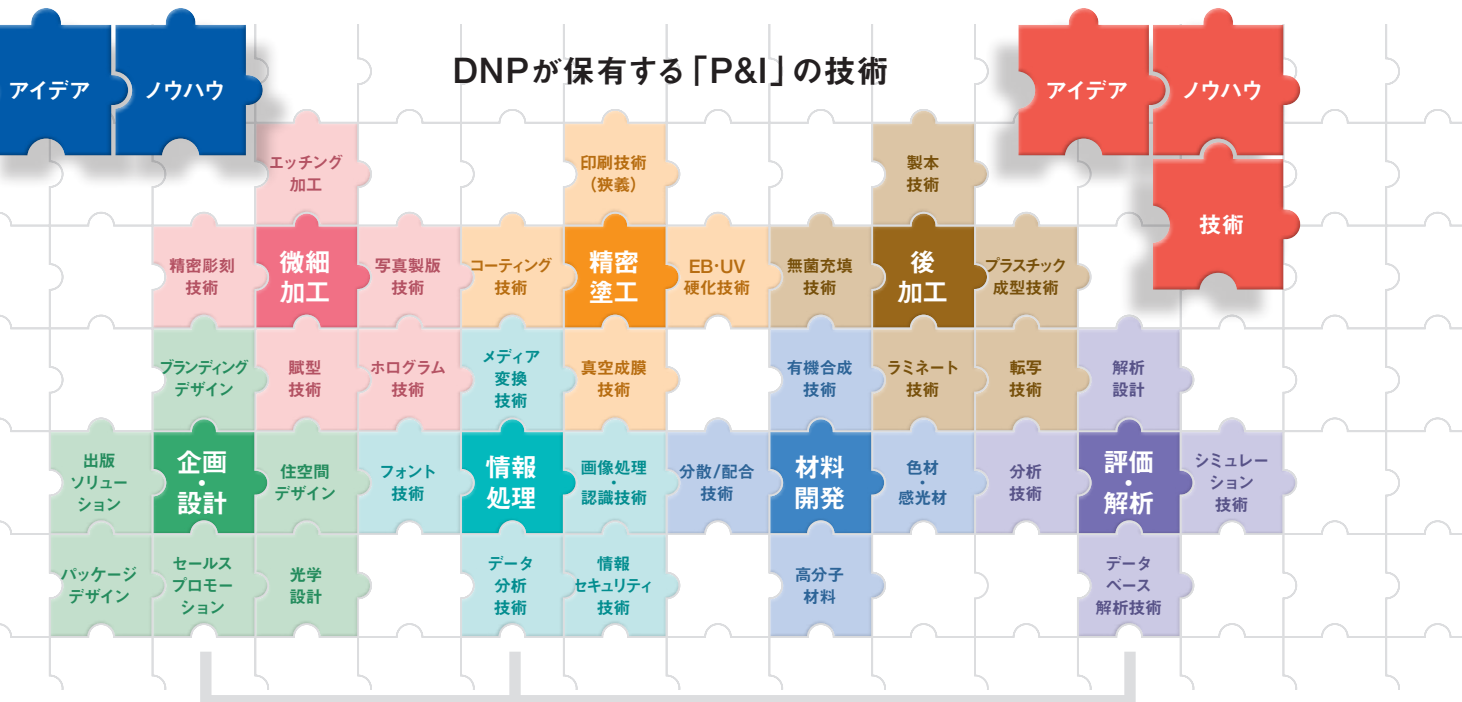 DNPが保有する「P&I」の技術
アイデア
ノウハウ
アイデア
ノウハウ
技術
エッチング
加工
印刷技術
（狭義）
製本
技術
精密彫刻
技術
微細
加工
写真製版
技術
コーティング
技術
精密
塗工
EB・UV
硬化技術
無菌充填
技術
後
加工
プラスチック
成型技術
ブランディング
デザイン
賦型
技術
ホログラム
技術
メディア
変換
技術
真空成膜
技術
有機合成
技術
ラミネート
技術
転写
技術
解析
設計
出版
ソリュー
ション
企画
・
設計
住空間
デザイン
フォント
技術
情報
処理
画像処理
・
認識技術
分散/配合
技術
材料
開発
色材
・
感光材
分析
技術
評価
・
解析
シミュレー
ション
技術
パッケージ
デザイン
セールス
プロモー
ション
光学
設計
データ
分析
技術
情報
セキュリティ
技術
高分子
材料
データ
ベース
解析技術